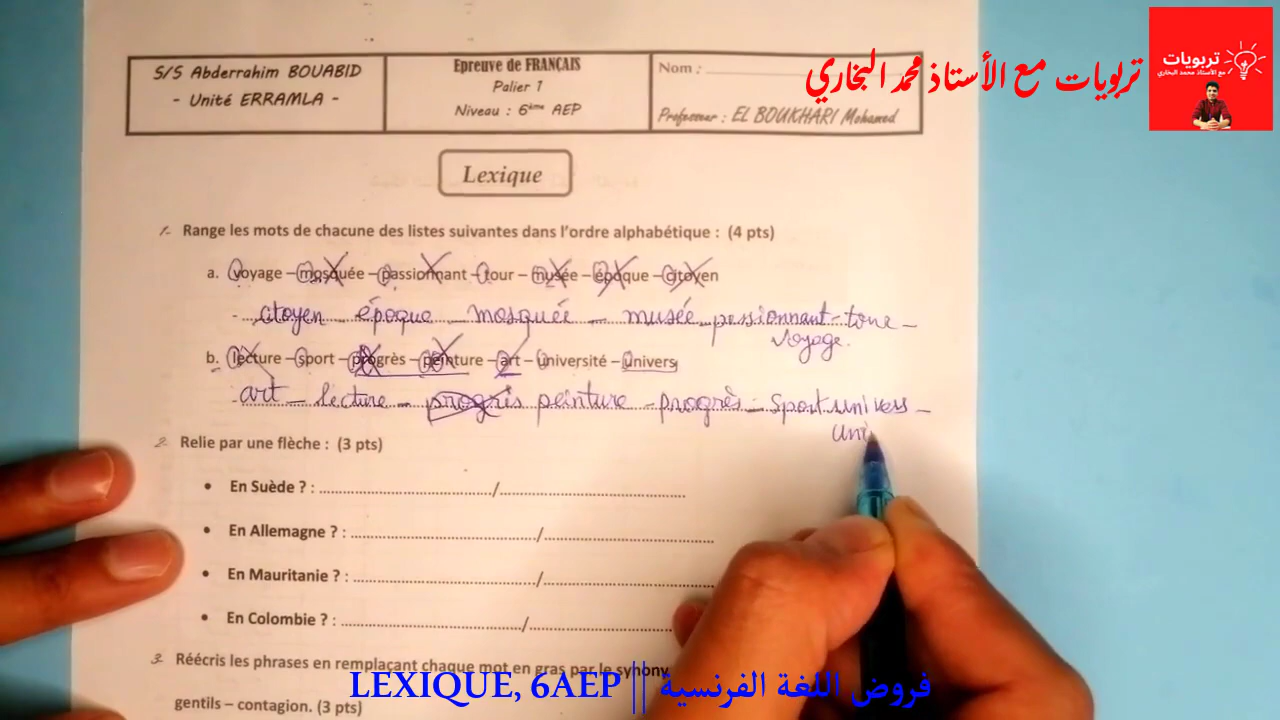 S/S Abderrahim BOUABID
- Unité ERRAMLA -
Epreuve de FRANÇAIS
Palier 1
Niveau : 6ème AEP
Nom :
Professeur : EL BOUKHARI Mohamed
تربويات مع الأستاذ محمد البخاري
تربويات
مع الأستاذ محمد البخاري
Lexique
1- Range les mots de chacune des listes suivantes dans l'ordre alphabétique : (4 pts)
a. voyage – mosquée – passionnant – tour – musée – époque – citoyen
- citoyen - époque - mosquée - musée - passionnant - tour -
voyage.
b. lecture – sport – progrès – peinture – art – université – univers
- art - lecture - progrès peinture - progrès - sport univers -
uni
2- Relie par une flèche : (3 pts)
• En Suède ? : ........................................../..........................................
• En Allemagne ? : ........................................../..........................................
• En Mauritanie ? : ........................................../..........................................
• En Colombie ? : ........................................../..........................................
3- Réécris les phrases en remplaçant chaque mot en gras par le synony
gentils – contagion. (3 pts)
LEXIQUE, 6AEP || فروض اللغة الفرنسية